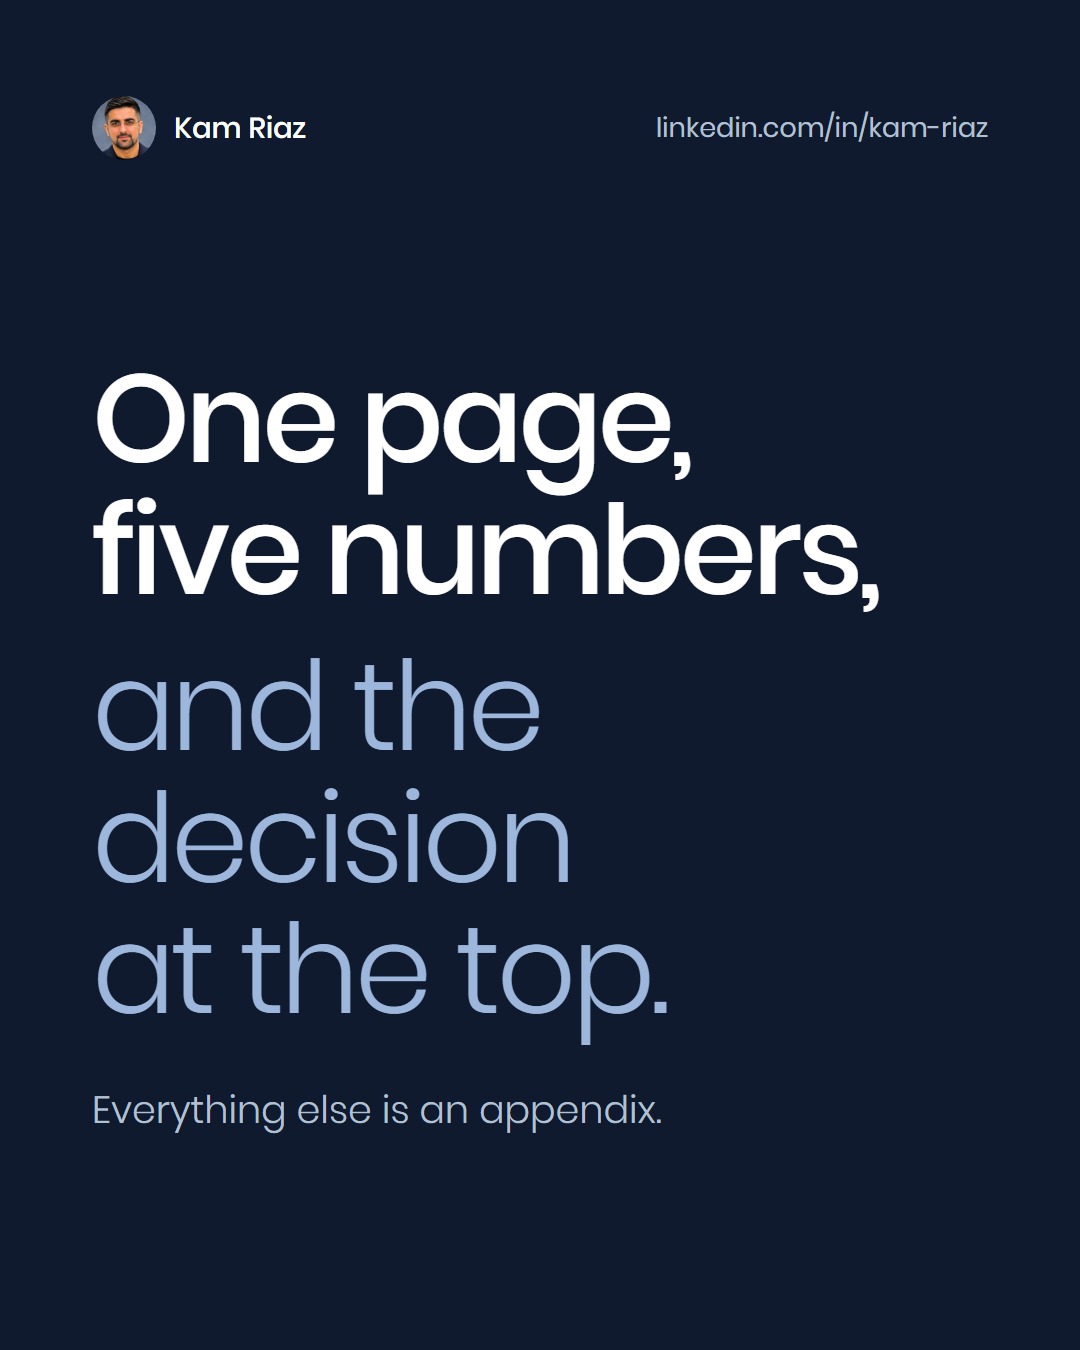 Kam Riaz
linkedin.com/in/kam-riaz
One page,
five numbers,
and the
decision
at the top.
Everything else is an appendix.